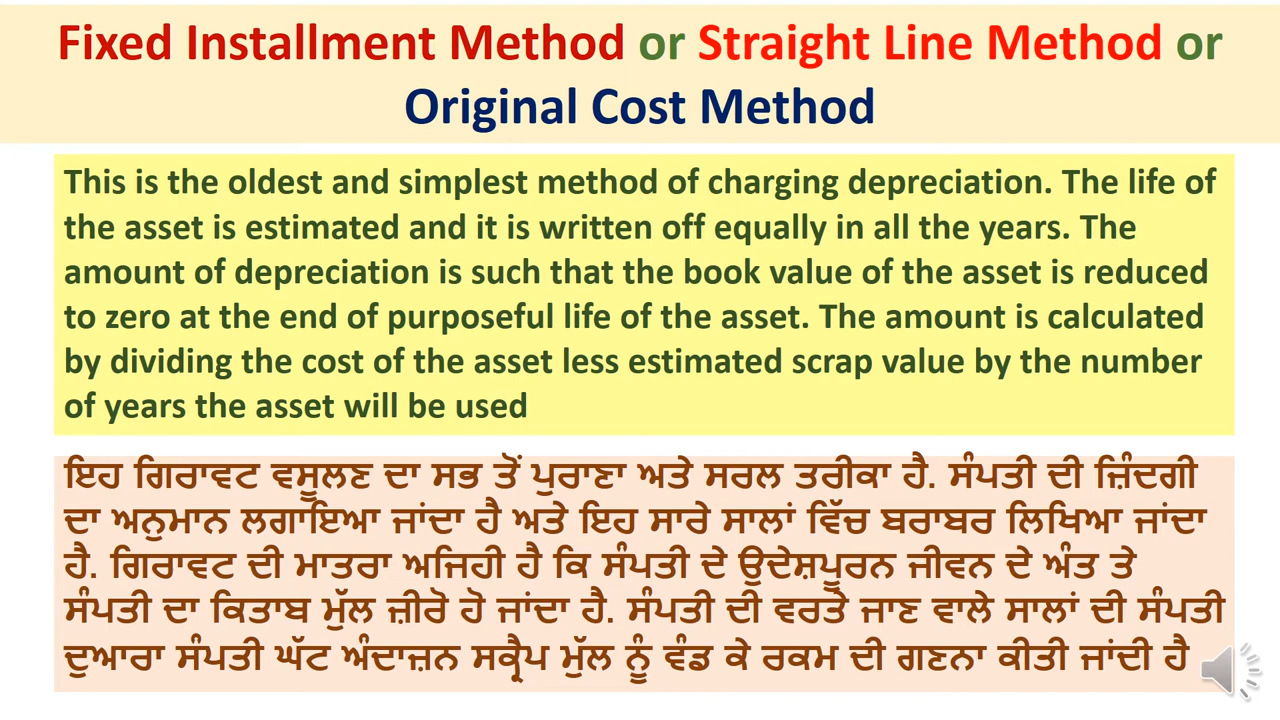 Fixed Installment Method or Straight Line Method or
Original Cost Method
This is the oldest and simplest method of charging depreciation. The life of
the asset is estimated and it is written off equally in all the years. The
amount of depreciation is such that the book value of the asset is reduced
to zero at the end of purposeful life of the asset. The amount is calculated
by dividing the cost of the asset less estimated scrap value by the number
of years the asset will be used
ਇਹ ਗਿਰਾਵਟ ਵਸੂਲਣ ਦਾ ਸਭ ਤੋਂ ਪੁਰਾਣਾ ਅਤੇ ਸਰਲ ਤਰੀਕਾ ਹੈ. ਸੰਪਤੀ ਦੀ ਜ਼ਿੰਦਗੀ
ਦਾ ਅਨੁਮਾਨ ਲਗਾਇਆ ਜਾਂਦਾ ਹੈ ਅਤੇ ਇਹ ਸਾਰੇ ਸਾਲਾਂ ਵਿੱਚ ਬਰਾਬਰ ਲਿਖਿਆ ਜਾਂਦਾ
ਹੈ. ਗਿਰਾਵਟ ਦੀ ਮਾਤਰਾ ਅਜਿਹੀ ਹੈ ਕਿ ਸੰਪਤੀ ਦੇ ਉਦੇਸ਼ਪੂਰਨ ਜੀਵਨ ਦੇ ਅੰਤ ਤੇ
ਸੰਪਤੀ ਦਾ ਕਿਤਾਬ ਮੁੱਲ ਜ਼ੀਰੋ ਹੋ ਜਾਂਦਾ ਹੈ. ਸੰਪਤੀ ਦੀ ਵਰਤੇ ਜਾਣ ਵਾਲੇ ਸਾਲਾਂ ਦੀ ਸੰਪਤੀ
ਦੁਆਰਾ ਸੰਪਤੀ ਘੱਟ ਅੰਦਾਜ਼ਨ ਸਕ੍ਰੈਪ ਮੁੱਲ ਨੂੰ ਵੰਡ ਕੇ ਰਕਮ ਦੀ ਗਣਨਾ ਕੀਤੀ ਜਾਂਦੀ ਹੈ